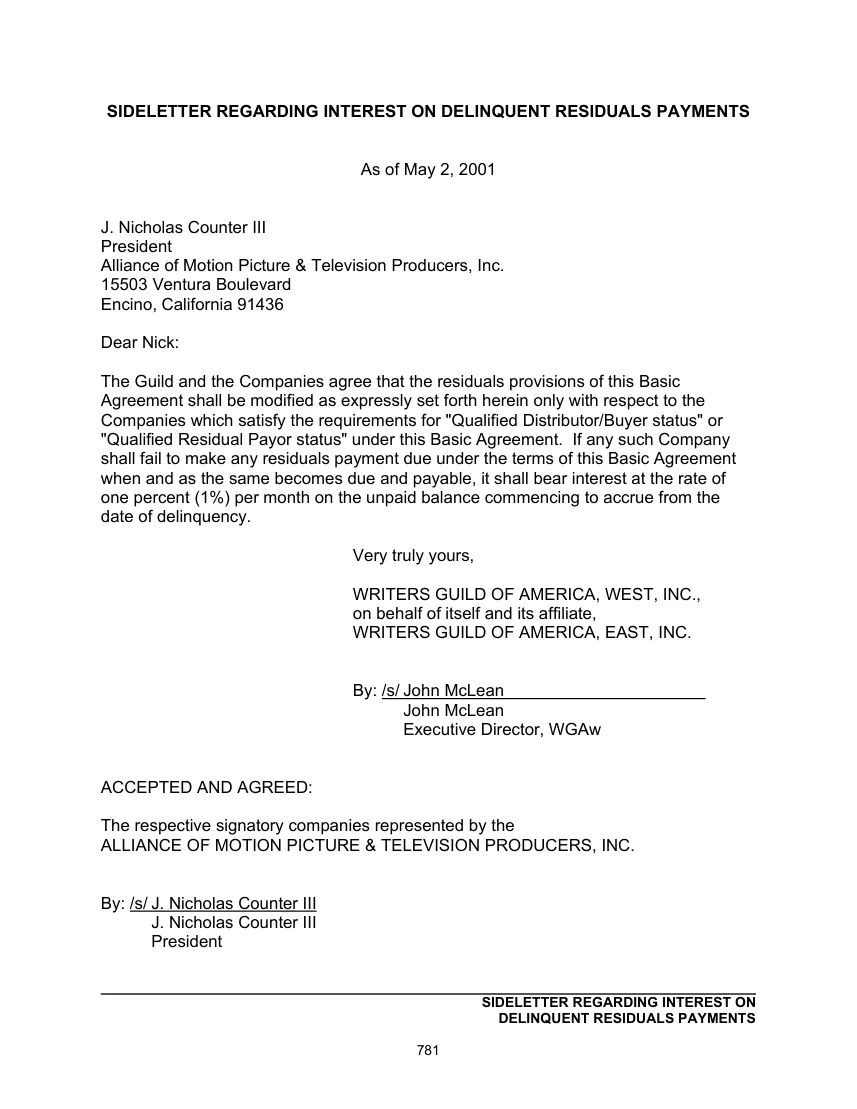 SIDELETTER REGARDING INTEREST ON DELINQUENT RESIDUALS PAYMENTS
As of May 2, 2001
J. Nicholas Counter III
President
Alliance of Motion Picture & Television Producers, Inc.
15503 Ventura Boulevard
Encino, California 91436
Dear Nick:
The Guild and the Companies agree that the residuals provisions of this Basic
Agreement shall be modified as expressly set forth herein only with respect to the
Companies which satisfy the requirements for "Qualified Distributor/Buyer status" or
"Qualified Residual Payor status" under this Basic Agreement.  If any such Company
shall fail to make any residuals payment due under the terms of this Basic Agreement
when and as the same becomes due and payable, it shall bear interest at the rate of
one percent (1%) per month on the unpaid balance commencing to accrue from the
date of delinquency.
Very truly yours,
WRITERS GUILD OF AMERICA, WEST, INC.,
on behalf of itself and its affiliate,
WRITERS GUILD OF AMERICA, EAST, INC.
By: /s/ John McLean
John McLean
Executive Director, WGAw
ACCEPTED AND AGREED:
The respective signatory companies represented by the
ALLIANCE OF MOTION PICTURE & TELEVISION PRODUCERS, INC.
By: /s/ J. Nicholas Counter III
J. Nicholas Counter III
President
SIDELETTER REGARDING INTEREST ON
DELINQUENT RESIDUALS PAYMENTS
781